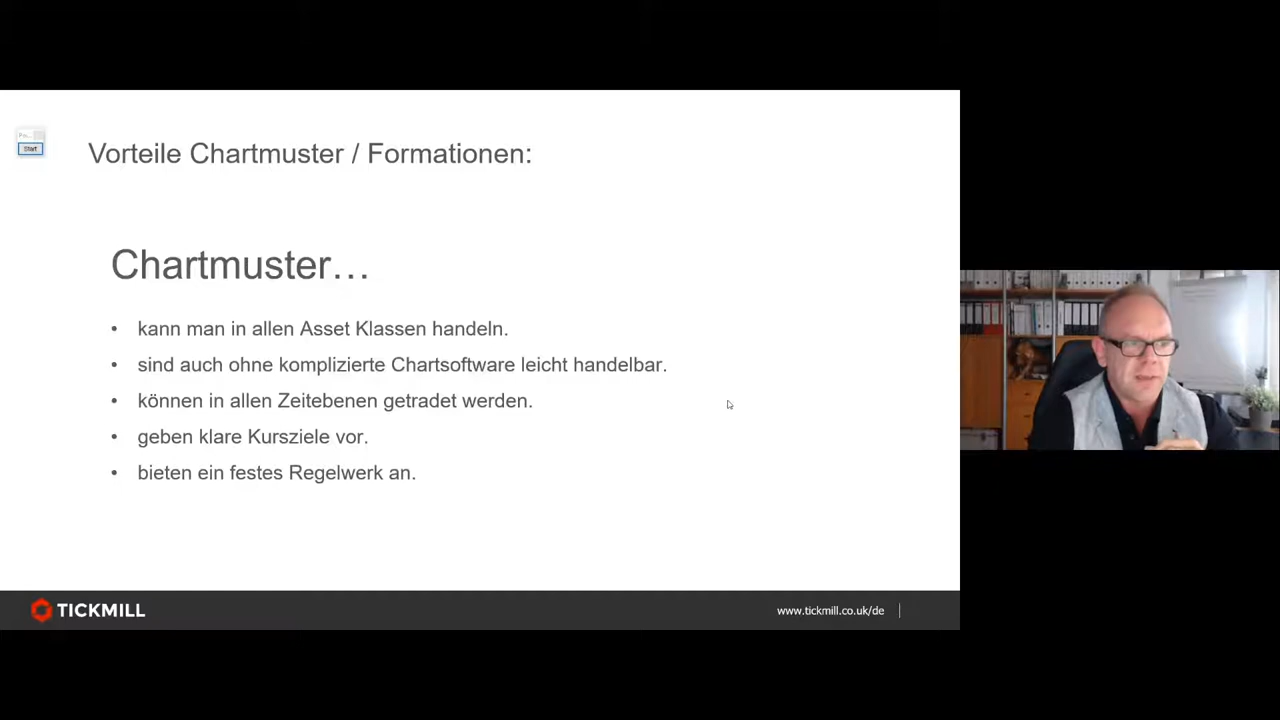 Start
Vorteile Chartmuster / Formationen:
Chartmuster…
• kann man in allen Asset Klassen handeln.
• sind auch ohne komplizierte Chartsoftware leicht handelbar.
• können in allen Zeitebenen getradet werden.
• geben klare Kursziele vor.
• bieten ein festes Regelwerk an.
TICKMILL
www.tickmill.co.uk/de